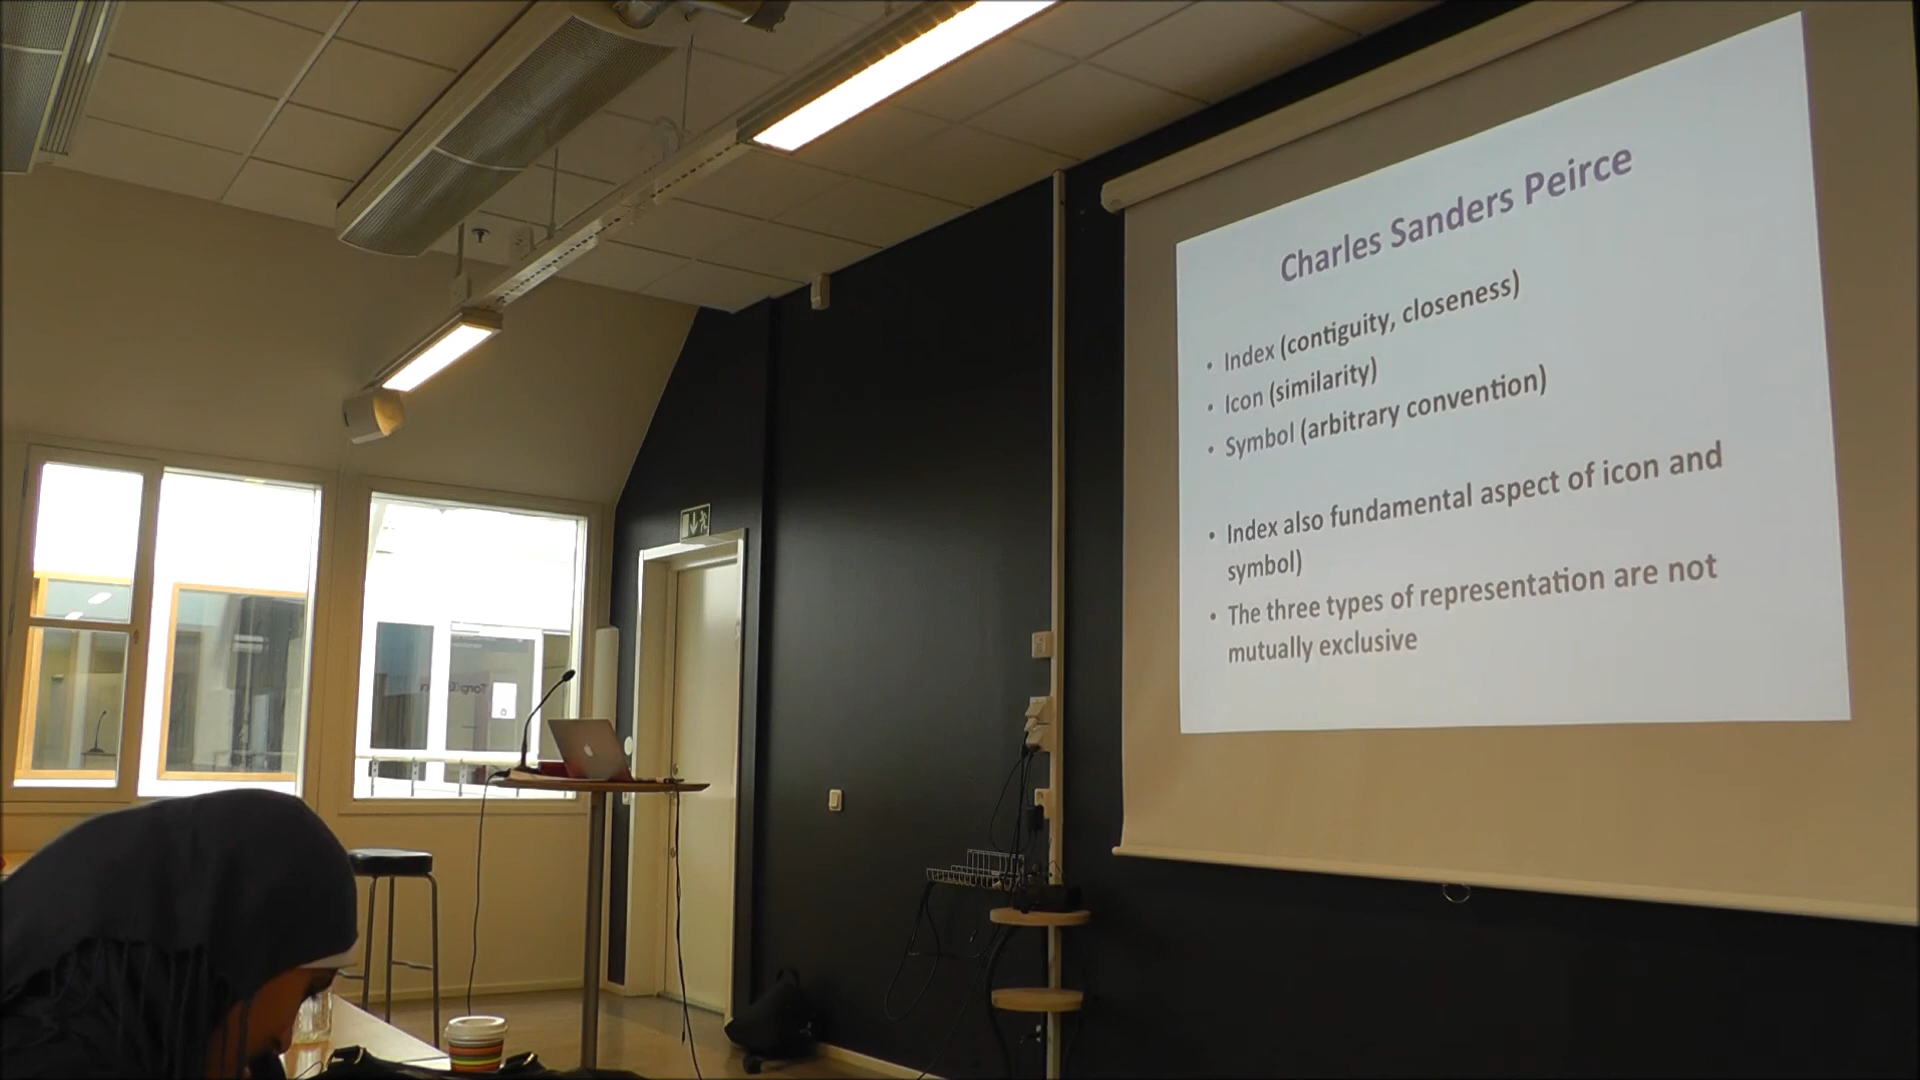 Charles Sanders Peirce
• Index (contiguity, closeness)
• Icon (similarity)
• Symbol (arbitrary convention)
• Index also fundamental aspect of icon and
symbol)
• The three types of representation are not
mutually exclusive